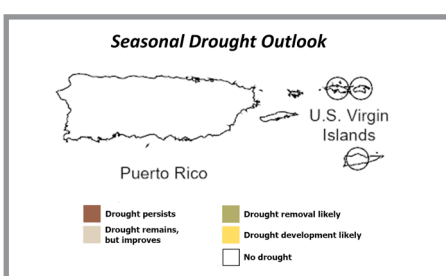 Seasonal Drought Outlook
U.S. Virgin
Islands
Puerto Rico
Drought persists
Drought remains,
but improves
Drought removal likely
Drought development likely
No drought